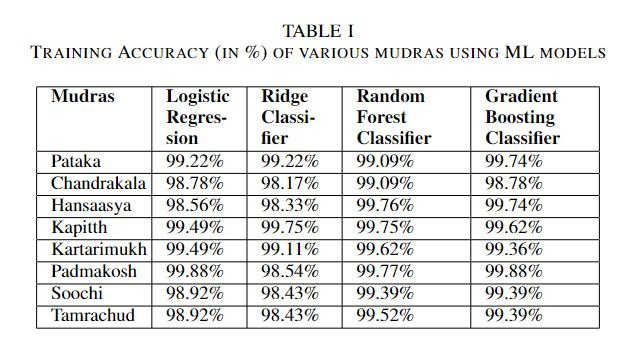 TABLE I
TRAINING ACCURACY (IN %) OF VARIOUS MUDRAS USING ML MODELS
Mudras Logistic Regres- sion Ridge Classi- fier Random Forest Classifier Gradient Boosting Classifier
Pataka 99.22% 99.22% 99.09% 99.74%
Chandrakala 98.78% 98.17% 99.09% 98.78%
Hansaasya 98.56% 98.33% 99.76% 99.74%
Kapitth 99.49% 99.75% 99.75% 99.62%
Kartarimukh 99.49% 99.11% 99.62% 99.36%
Padmakosh 99.88% 98.54% 99.77% 99.88%
Soochi 98.92% 98.43% 99.39% 99.39%
Tamrachud 98.92% 98.43% 99.52% 99.39%